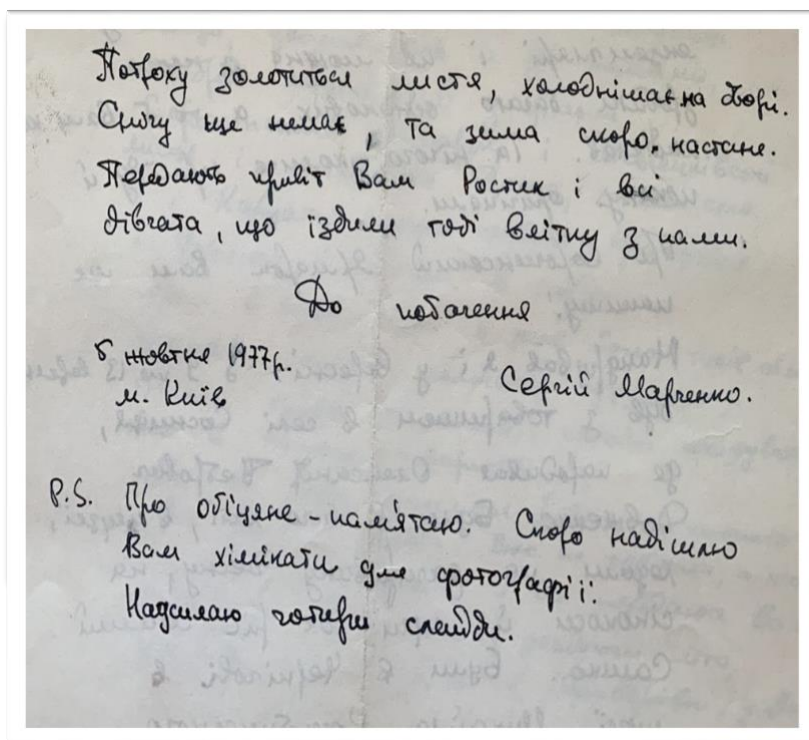 Потроху золотиться листя, холоднішає на дворі.
Снігу ще немає, та зима скоро настане.
Передають привіт Вам Ростик і всі
дівчата, що їздили тоді влітку з нами.
До побачення
5 жовтня 1977р.
м. Київ
Сергій Марченко.
P.S. Про обіцяне - пам'ятаю. Скоро надішлю
Вам хімікати для фотографії.
Надсилаю чотири слайди.